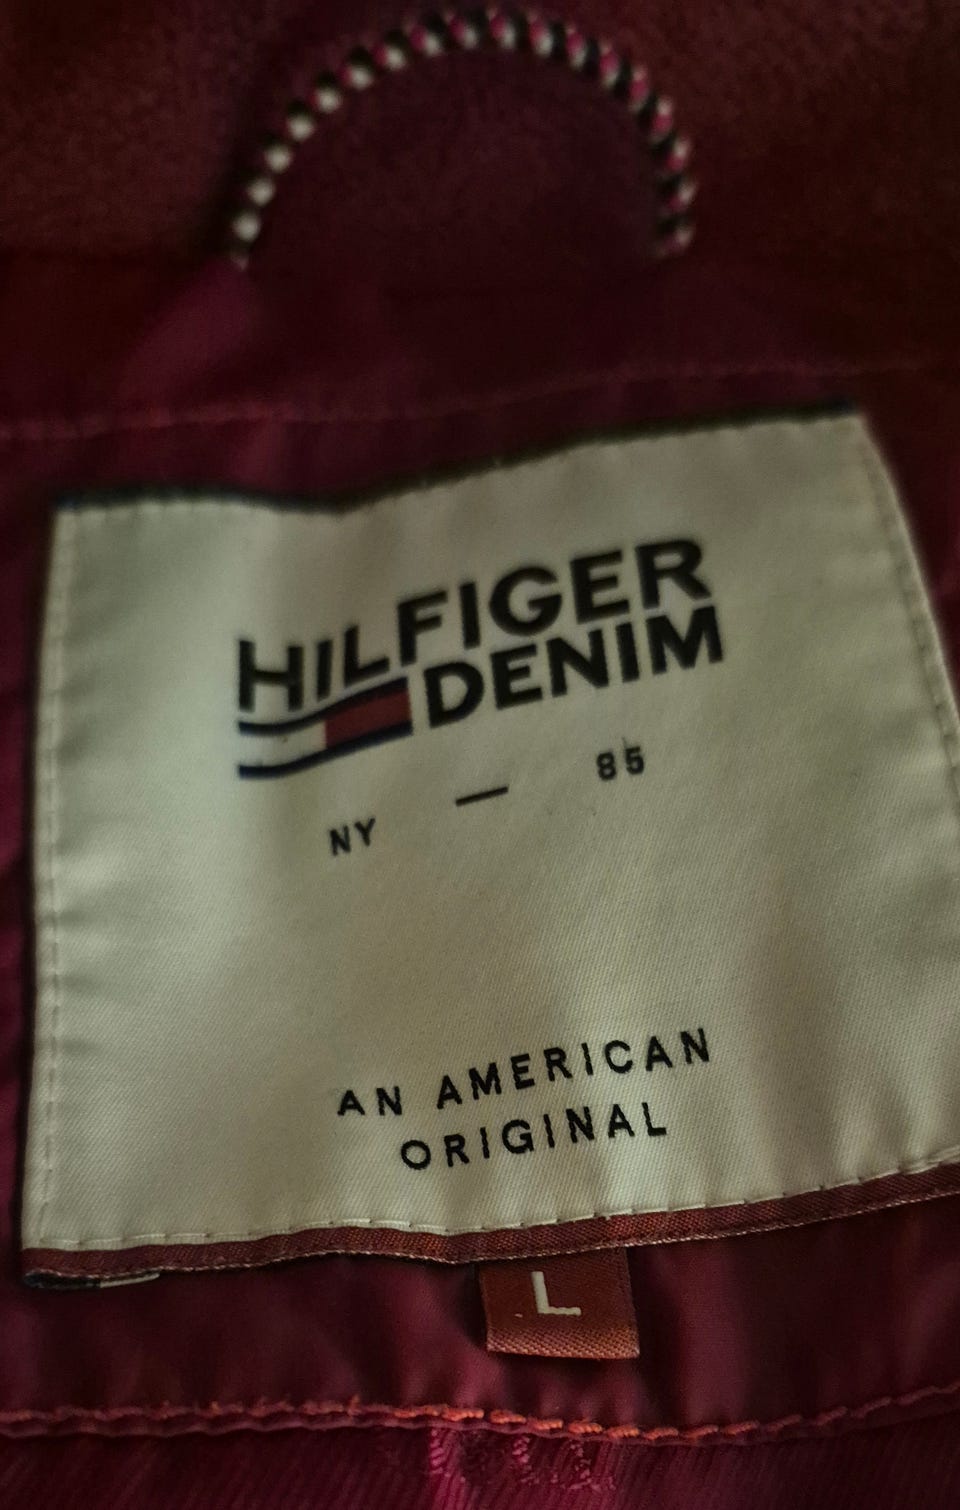 HILFIGER
DENIM
NY — 85
AN AMERICAN
ORIGINAL
L